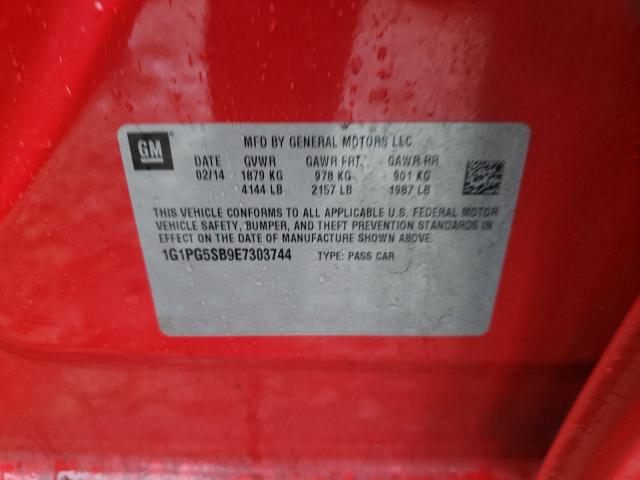 GM
MFD BY GENERAL MOTORS LLC
DATE GVWR GAWR FRT GAWR RR
02/14 1879 KG 978 KG 901 KG
4144 LB 2157 LB 1987 LB
THIS VEHICLE CONFORMS TO ALL APPLICABLE U.S. FEDERAL MOTOR
VEHICLE SAFETY, BUMPER, AND THEFT PREVENTION STANDARDS
IN EFFECT ON THE DATE OF MANUFACTURE SHOWN ABOVE.
1G1PG5SB9E7303744 TYPE: PASS CAR